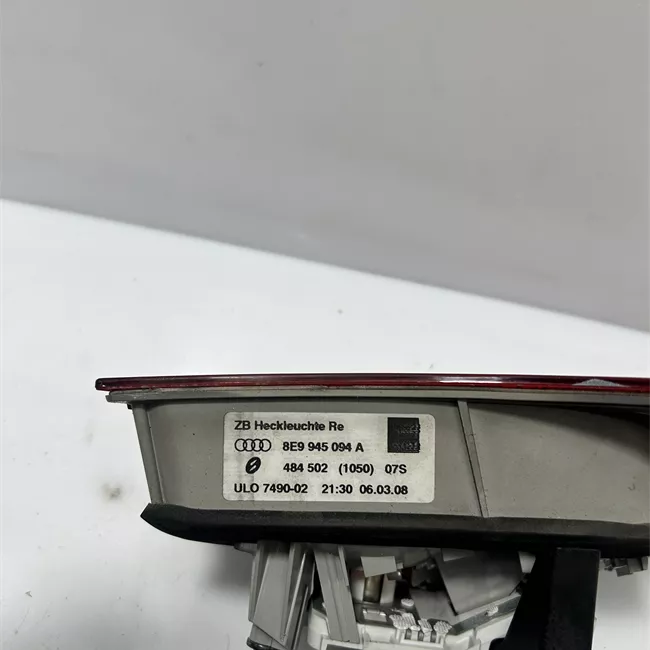 ZB Heckleuchte Re
8E9 945 094 A
484 502 (1050) 07S
ULO 7490-02 21:30 06.03.08